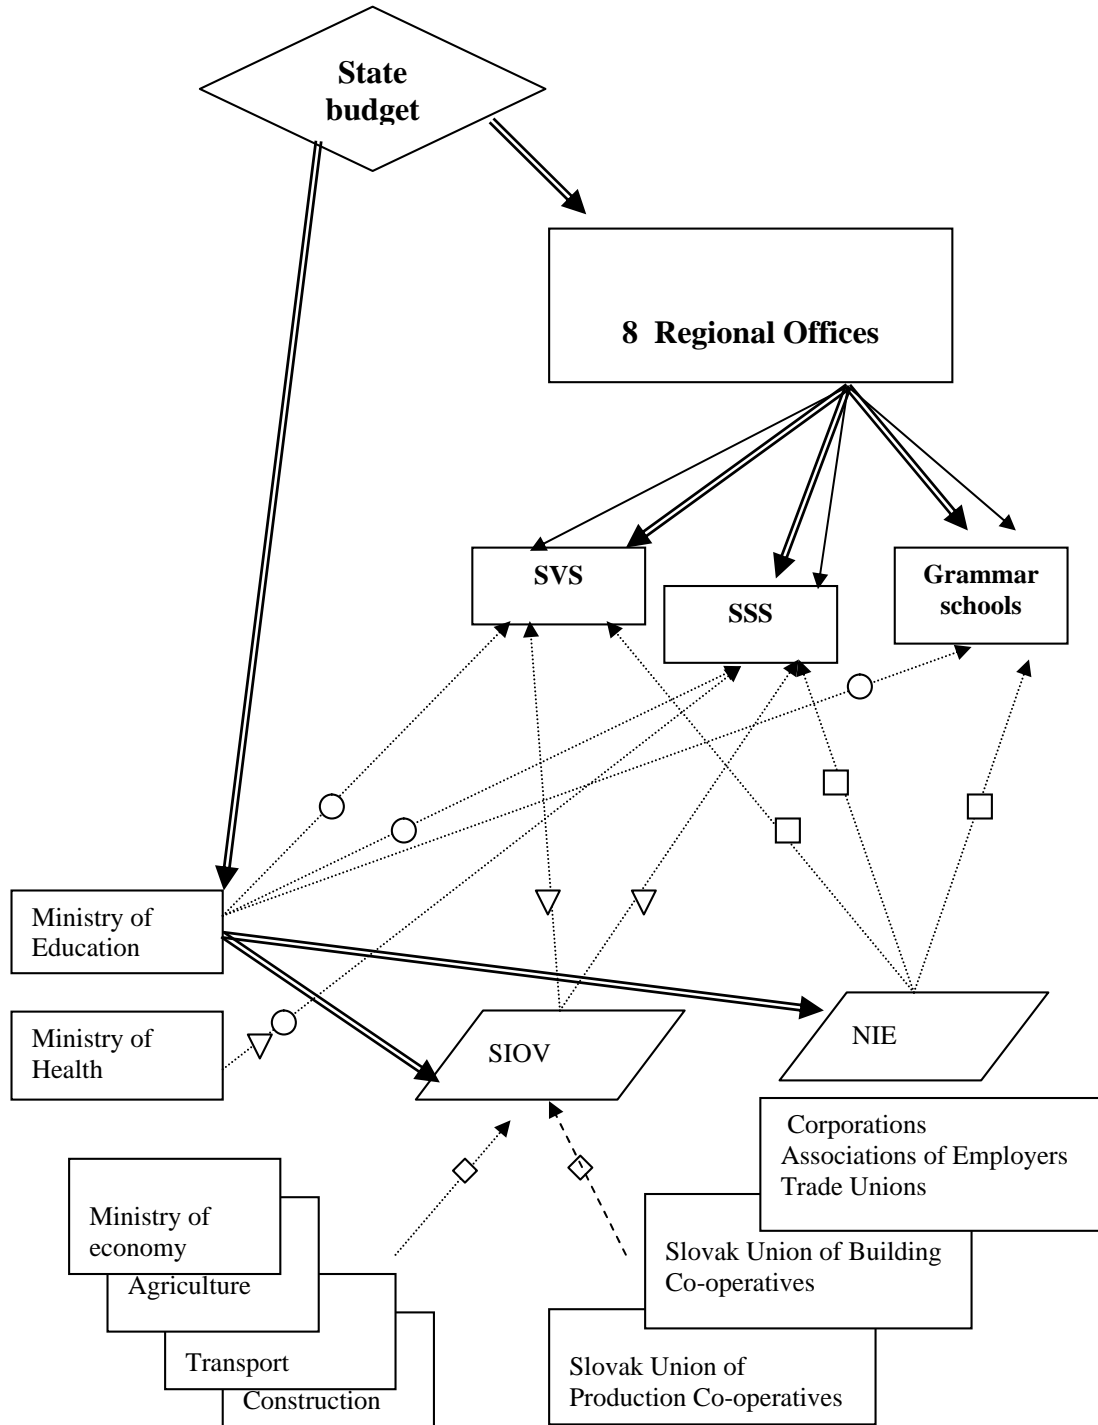 State
budget
8 Regional Offices
SVS
SSS
Grammar
schools
Ministry of
Education
Ministry of
Health
SIOV
NIE
Corporations
Associations of Employers
Trade Unions
Ministry of
economy
Agriculture
Transport
Construction
Slovak Union of Building
Co-operatives
Slovak Union of
Production Co-operatives